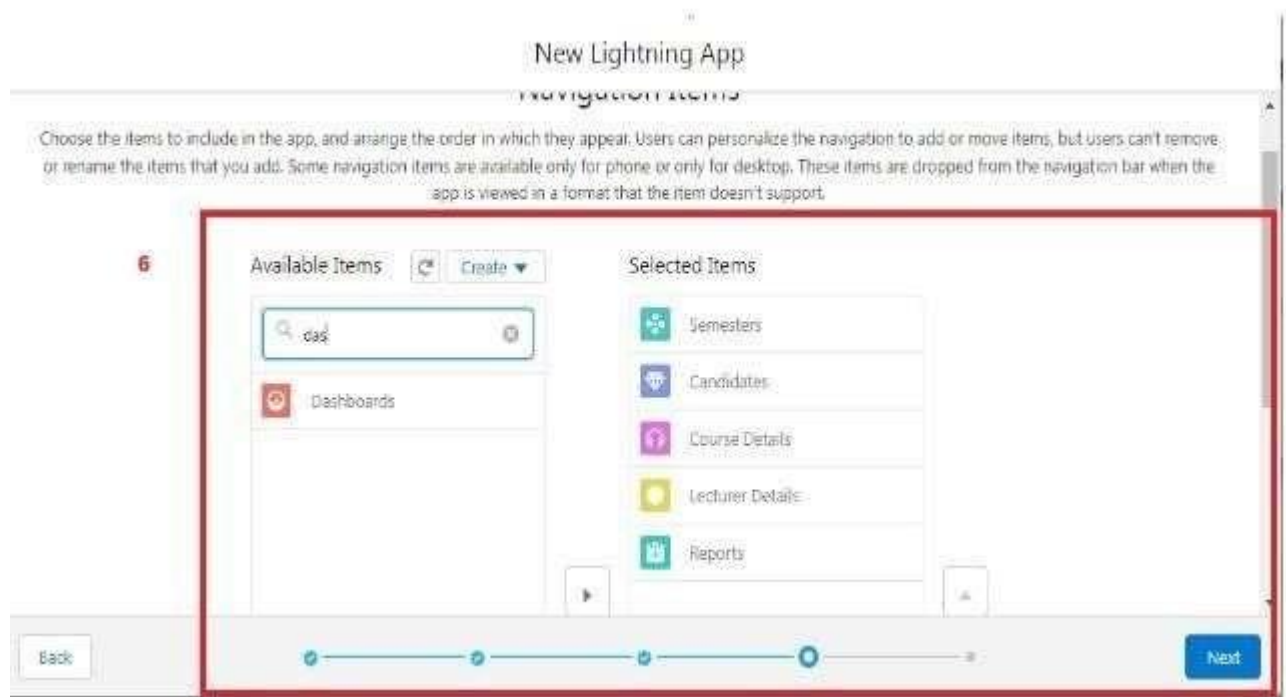 New Lightning App
Navigation Items
Choose the items to include in the app, and arrange the order in which they appear. Users can personalize the navigation to add or move items, but users can't remove
or rename the items that you add. Some navigation items are available only for phone or only for desktop. These items are dropped from the navigation bar when the
app is viewed in a format that the item doesn't support.
6
Available Items
Create
Selected Items
das
Dashboards
Semesters
Candidates
Course Details
Lecturer Details
Reports
Back
Next